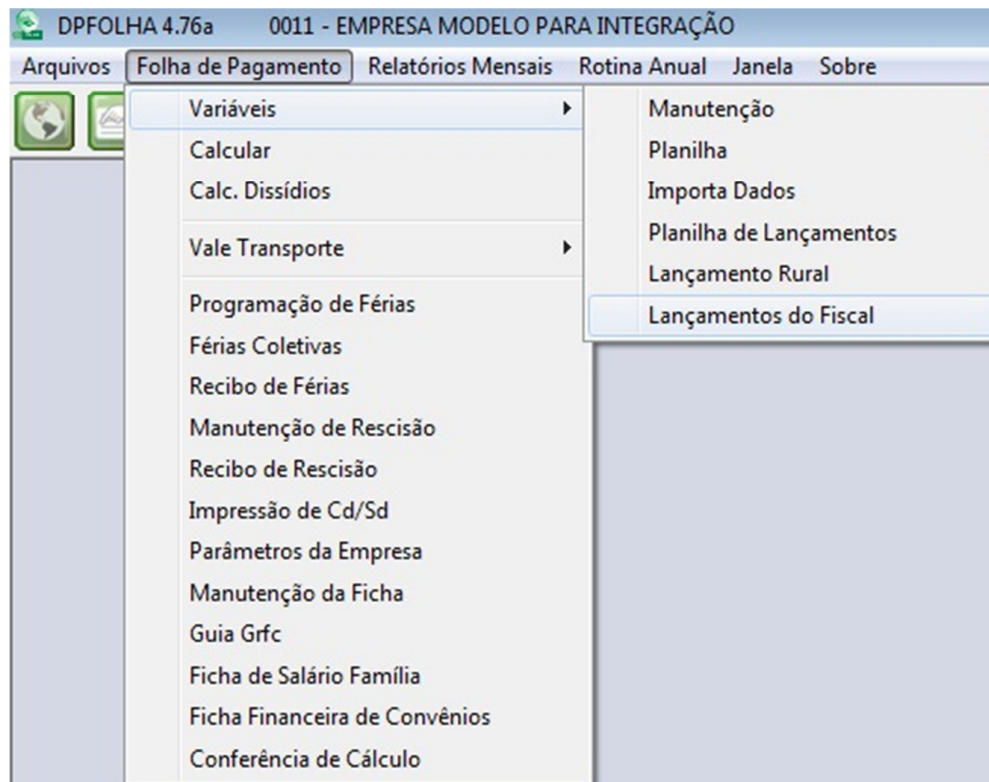 DPFOLHA 4.76a 0011 - EMPRESA MODELO PARA INTEGRAÇÃO
Arquivos Folha de Pagamento Relatórios Mensais Rotina Anual Janela Sobre
Variáveis
Calcular
Calc. Dissídios
Vale Transporte
Programação de Férias
Férias Coletivas
Recibo de Férias
Manutenção de Rescisão
Recibo de Rescisão
Impressão de Cd/Sd
Parâmetros da Empresa
Manutenção da Ficha
Guia Grfc
Ficha de Salário Família
Ficha Financeira de Convênios
Conferência de Cálculo
Manutenção
Planilha
Importa Dados
Planilha de Lançamentos
Lançamento Rural
Lançamentos do Fiscal